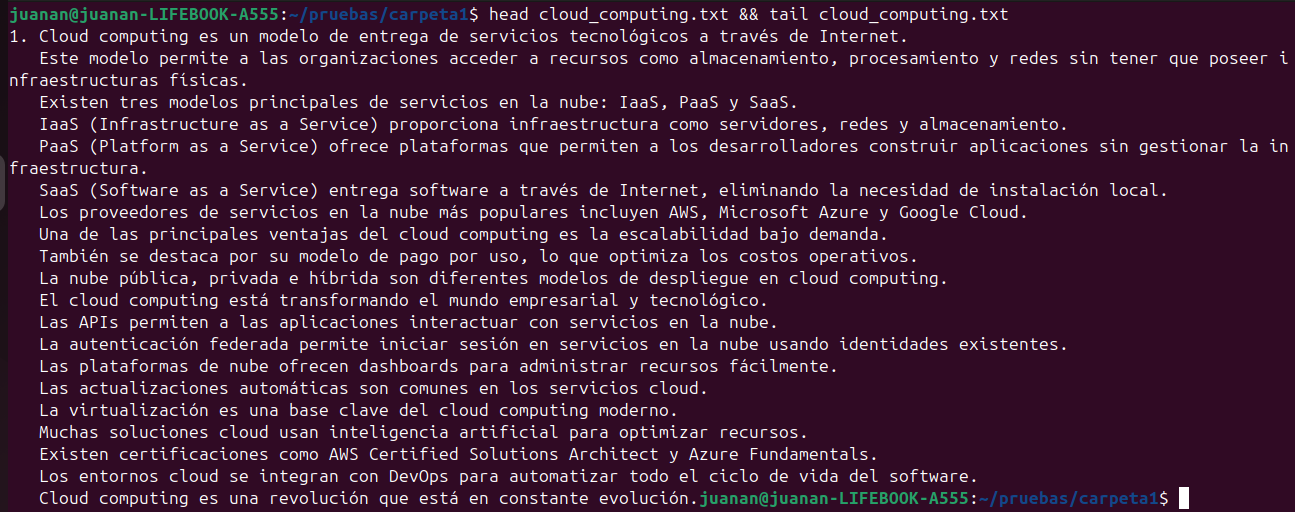 juanan@juanan-LIFEBOOK-A555:~/pruebas/carpeta1$ head cloud_computing.txt && tail cloud_computing.txt
1. Cloud computing es un modelo de entrega de servicios tecnológicos a través de Internet.
   Este modelo permite a las organizaciones acceder a recursos como almacenamiento, procesamiento y redes sin tener que poseer i
nfraestructuras físicas.
   Existen tres modelos principales de servicios en la nube: IaaS, PaaS y SaaS.
   IaaS (Infrastructure as a Service) proporciona infraestructura como servidores, redes y almacenamiento.
   PaaS (Platform as a Service) ofrece plataformas que permiten a los desarrolladores construir aplicaciones sin gestionar la in
fraestructura.
   SaaS (Software as a Service) entrega software a través de Internet, eliminando la necesidad de instalación local.
   Los proveedores de servicios en la nube más populares incluyen AWS, Microsoft Azure y Google Cloud.
   Una de las principales ventajas del cloud computing es la escalabilidad bajo demanda.
   También se destaca por su modelo de pago por uso, lo que optimiza los costos operativos.
   La nube pública, privada e híbrida son diferentes modelos de despliegue en cloud computing.
   El cloud computing está transformando el mundo empresarial y tecnológico.
   Las APIs permiten a las aplicaciones interactuar con servicios en la nube.
   La autenticación federada permite iniciar sesión en servicios en la nube usando identidades existentes.
   Las plataformas de nube ofrecen dashboards para administrar recursos fácilmente.
   Las actualizaciones automáticas son comunes en los servicios cloud.
   La virtualización es una base clave del cloud computing moderno.
   Muchas soluciones cloud usan inteligencia artificial para optimizar recursos.
   Existen certificaciones como AWS Certified Solutions Architect y Azure Fundamentals.
   Los entornos cloud se integran con DevOps para automatizar todo el ciclo de vida del software.
   Cloud computing es una revolución que está en constante evolución.juanan@juanan-LIFEBOOK-A555:~/pruebas/carpeta1$